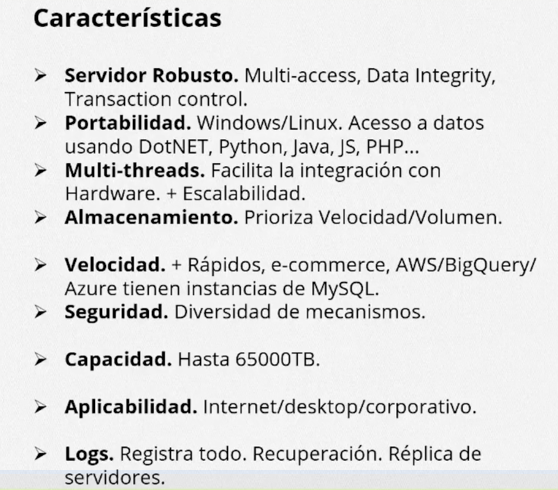 Características
➢ Servidor Robusto. Multi-access, Data Integrity,
Transaction control.
➢ Portabilidad. Windows/Linux. Acesso a datos
usando DotNET, Python, Java, JS, PHP...
➢ Multi-threads. Facilita la integración con
Hardware. + Escalabilidad.
➢ Almacenamiento. Prioriza Velocidad/Volumen.
➢ Velocidad. + Rápidos, e-commerce, AWS/BigQuery/
Azure tienen instancias de MySQL.
➢ Seguridad. Diversidad de mecanismos.
➢ Capacidad. Hasta 65000TB.
➢ Aplicabilidad. Internet/desktop/corporativo.
➢ Logs. Registra todo. Recuperación. Réplica de
servidores.